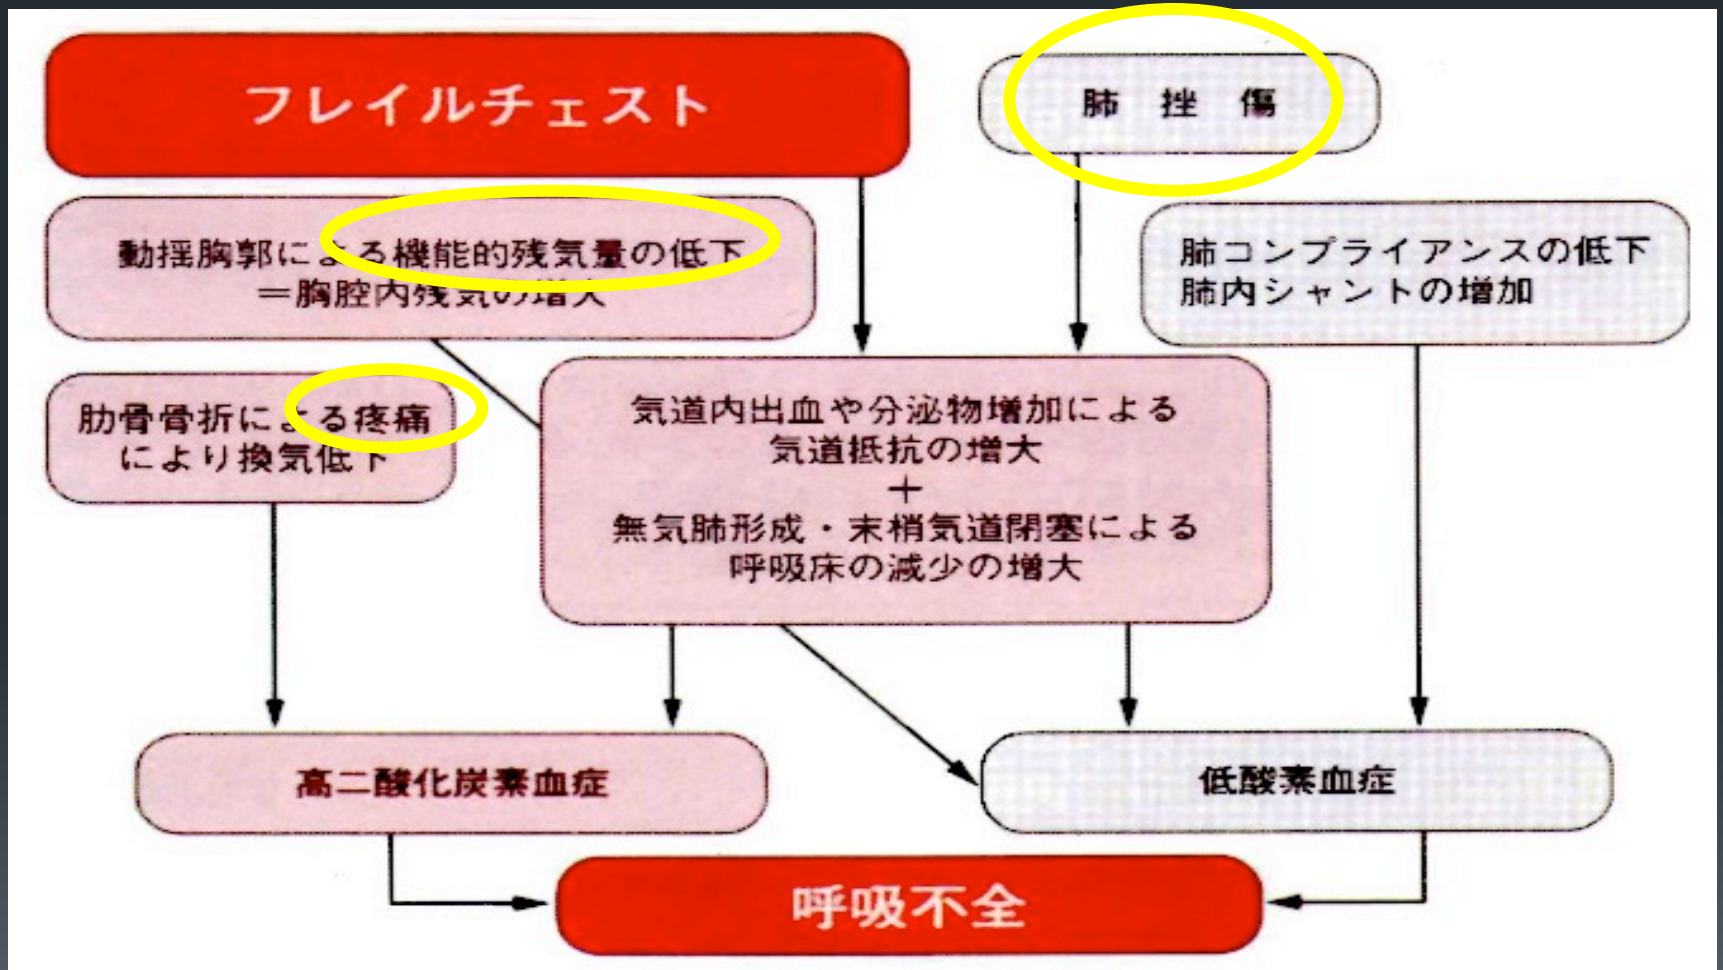 フレイルチェスト
肺挫傷
動揺胸郭による機能的残気量の低下
＝胸腔内残気の増大
肺コンプライアンスの低下
肺内シャントの増加
肋骨骨折による疼痛
により換気低下
気道内出血や分泌物増加による
気道抵抗の増大
＋
無気肺形成・末梢気道閉塞による
呼吸床の減少の増大
高二酸化炭素血症
低酸素血症
呼吸不全